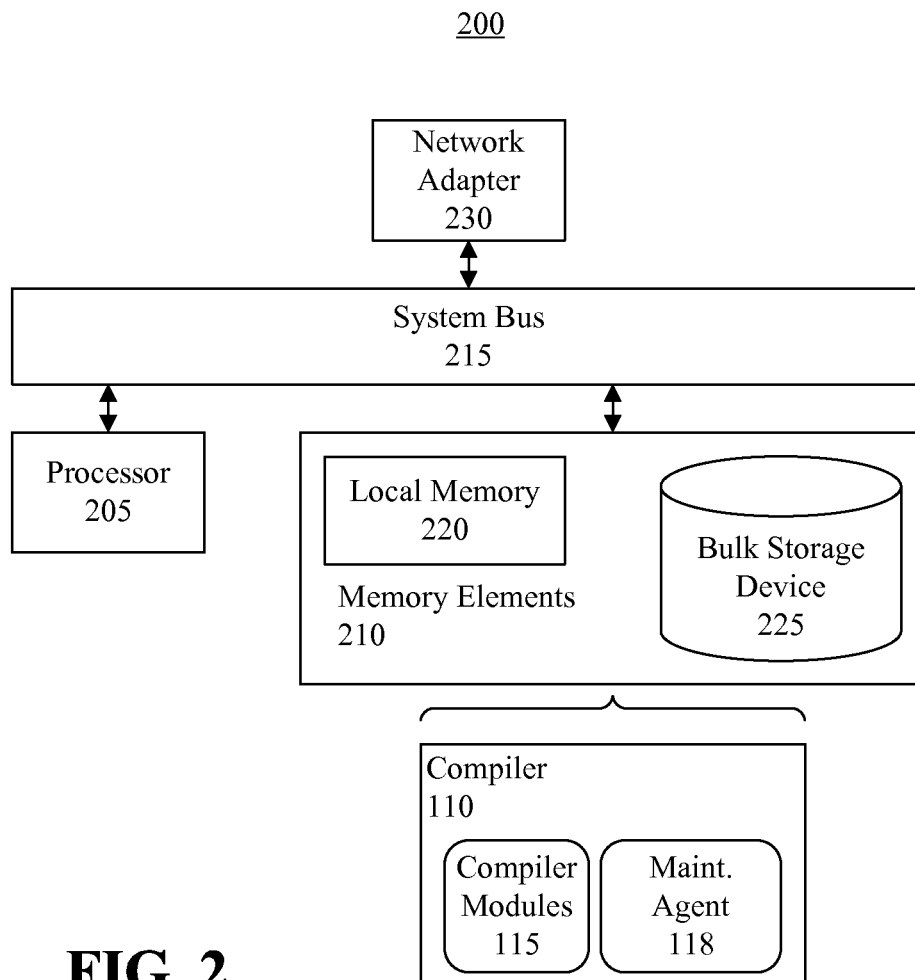 200
Network
Adapter
230
System Bus
215
Processor
205
Local Memory
220
Memory Elements
210
Bulk Storage
Device
225
Compiler
110
Compiler
Modules
115
Maint.
Agent
118
FIG. 2